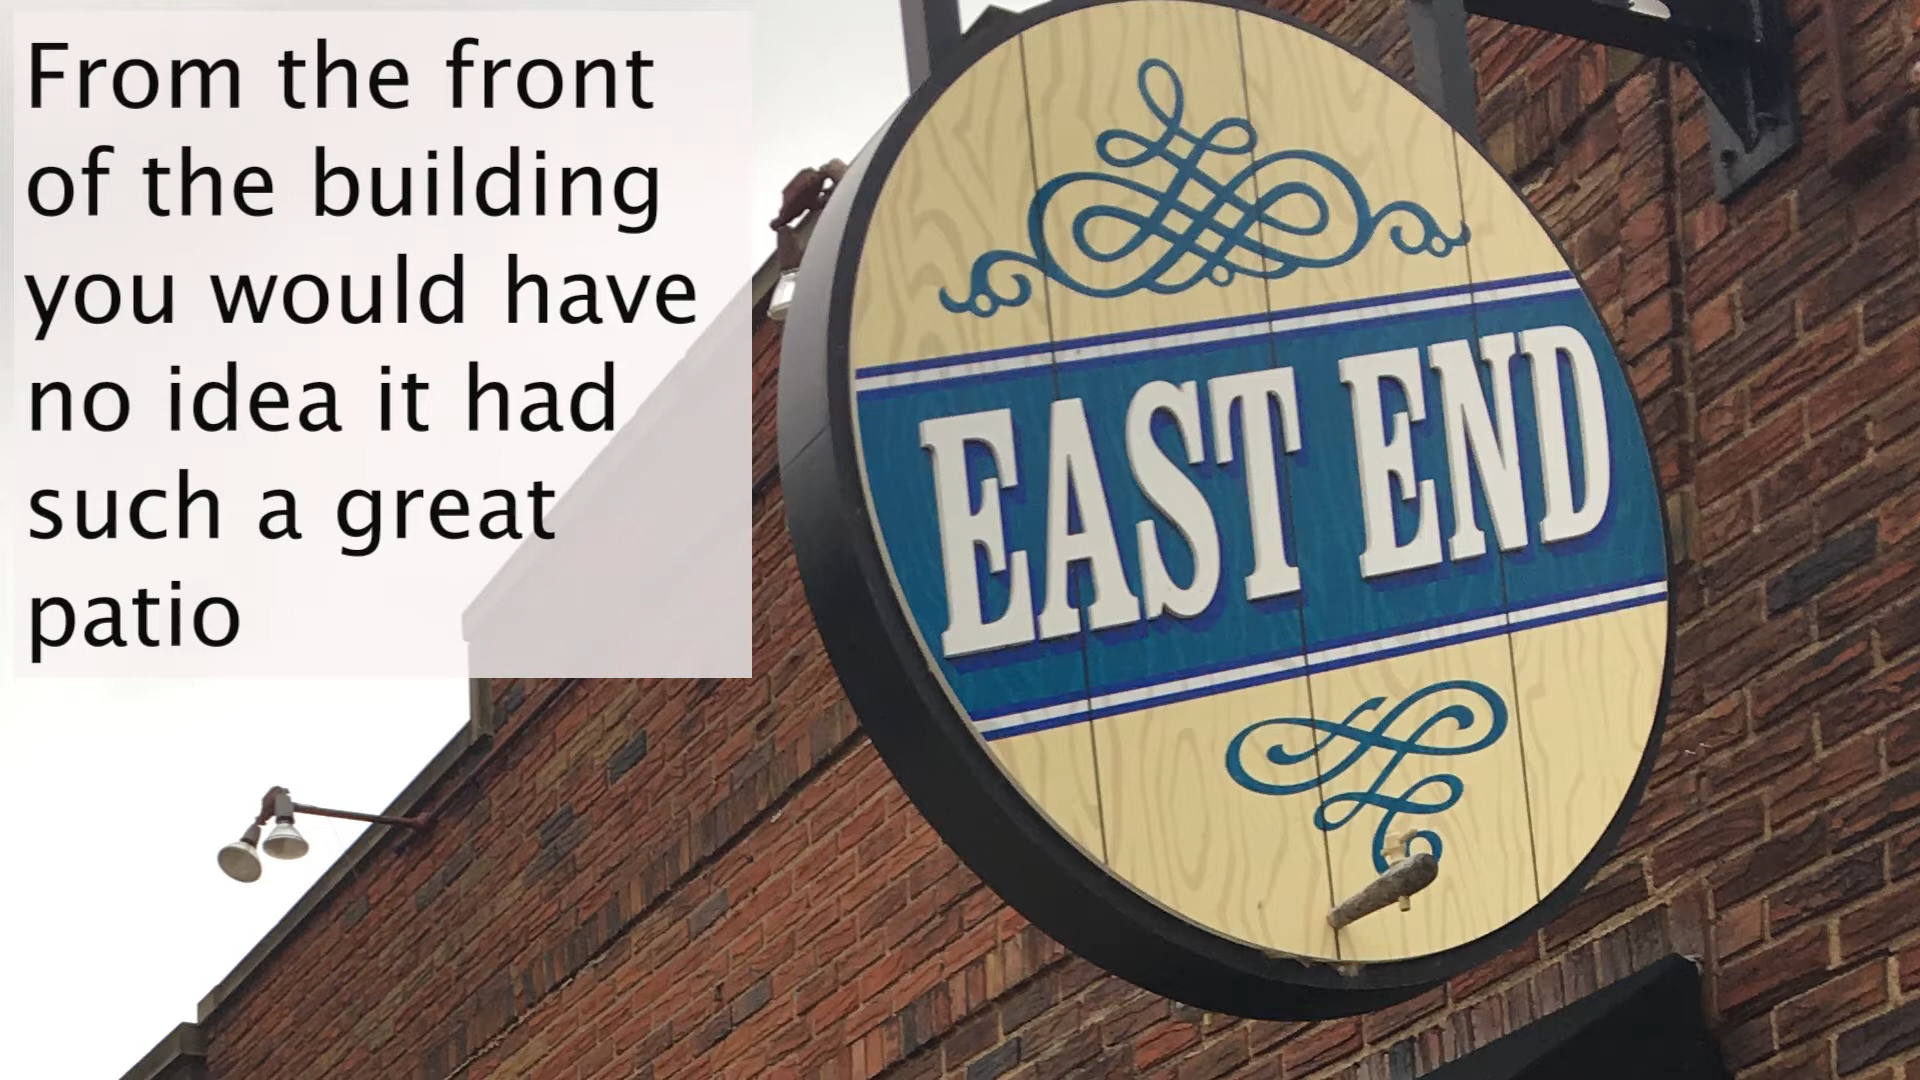 From the front
of the building
you would have
no idea it had
such a great
patio
EAST END